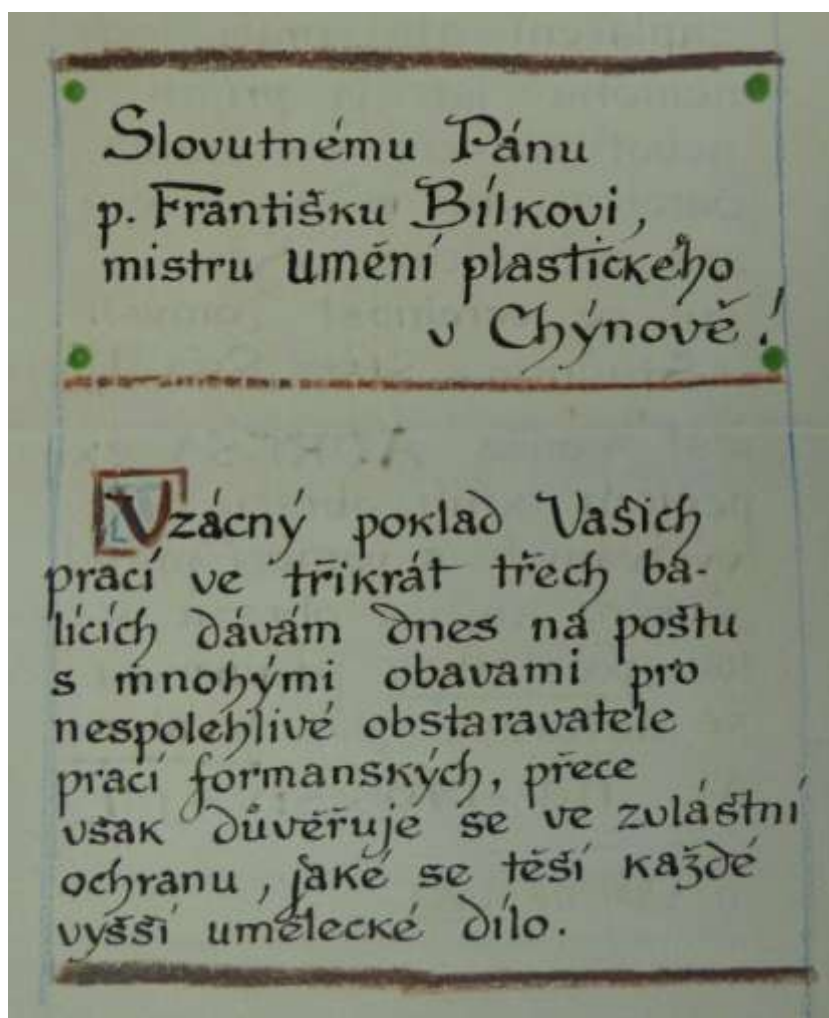 Slovutnému Pánu
p. Františku Bílkovi,
mistru umění plastického
v Chýnově!
Vzácný poklad Vašich
prací ve třikrát třech ba-
lících dávám dnes na poštu
s mnohými obavami pro
nespolehlivé obstaravatele
prací formanských, přece
však důvěřuje se ve zvláštní
ochranu, jaké se těší každé
vyšší umělecké dílo.